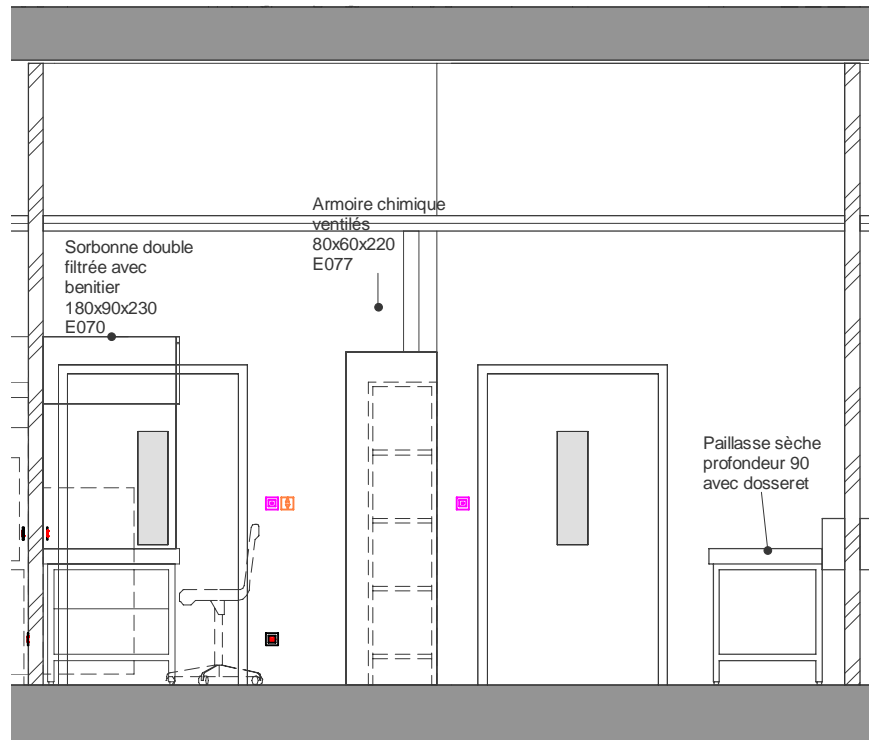 Armoire chimique
ventilés
80x60x220
E077
Sorbonne double
filtrée avec
benitier
180x90x230
E070
Paillasse sèche
profondeur 90
avec dosseret